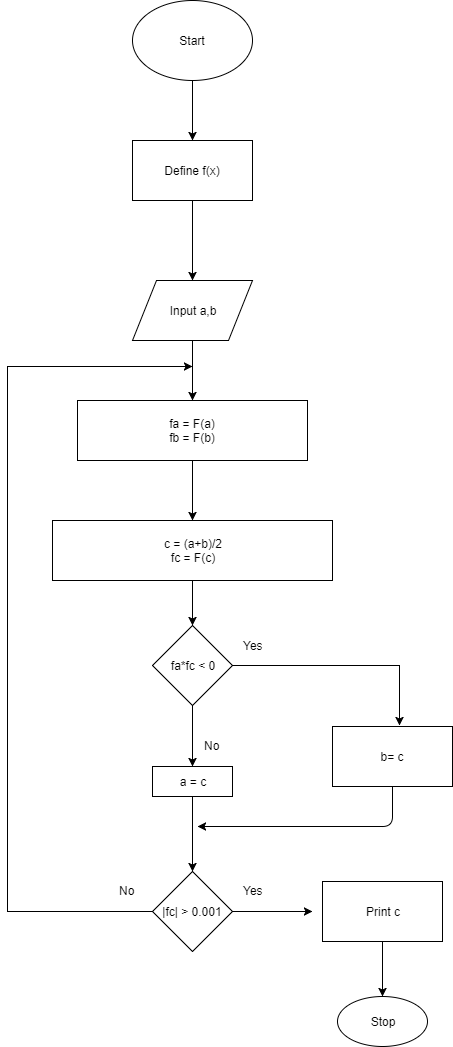 Start
Define f(x)
Input a,b
fa = F(a)
fb = F(b)
c = (a+b)/2
fc = F(c)
fa*fc < 0
Yes
No
b= c
a = c
No
|fc| > 0.001
Yes
Print c
Stop